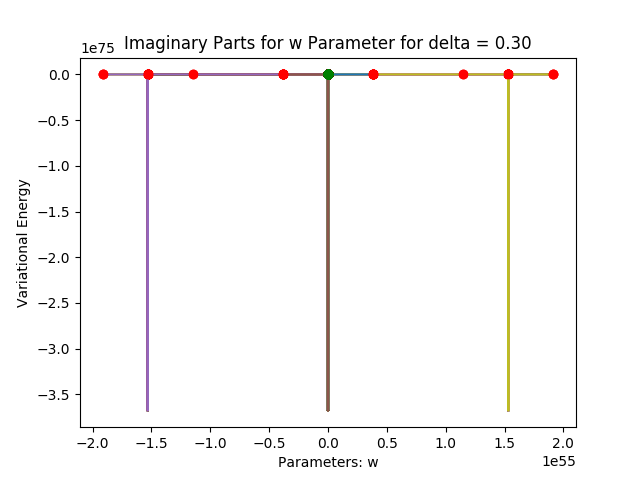 Imaginary Parts for w Parameter for delta = 0.30
1e75
0.0
−0.5
−1.0
−1.5
−2.0
−2.5
−3.0
−3.5
Variational Energy
−2.0 −1.5 −1.0 −0.5 0.0 0.5 1.0 1.5 2.0
1e55
Parameters: w